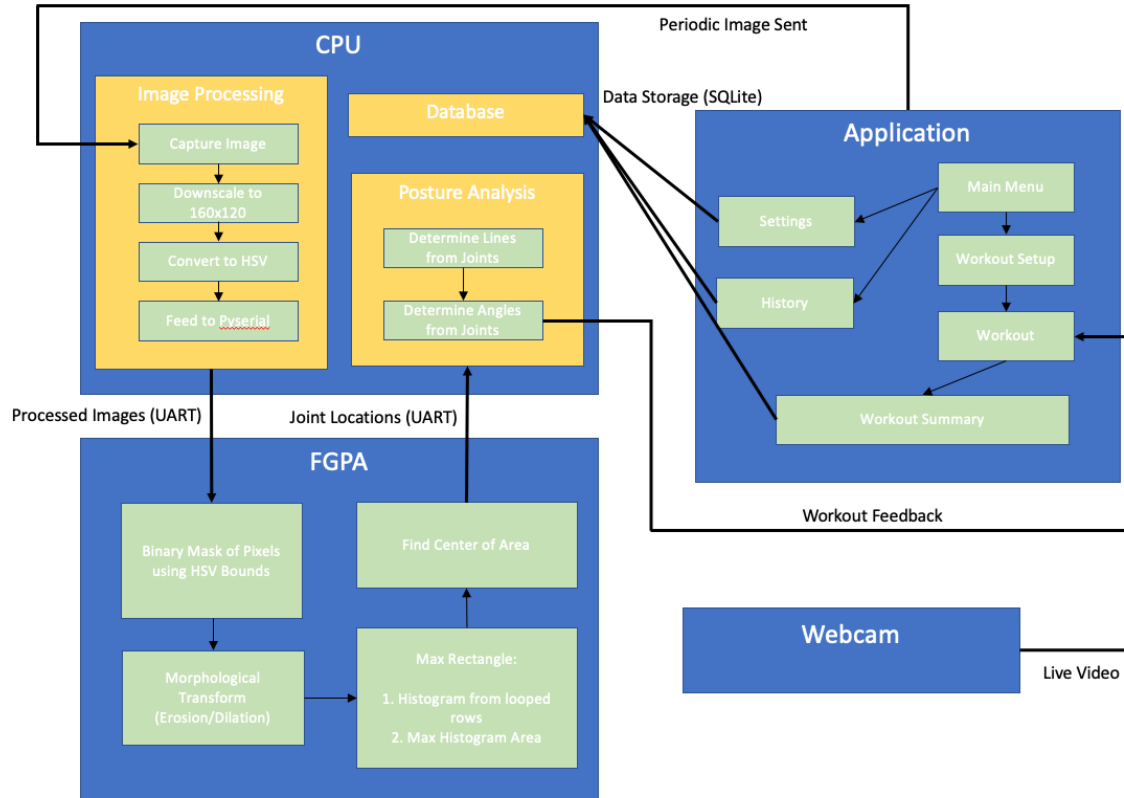 Periodic Image Sent
CPU
Image Processing
Capture Image
Downscale to
160x120
Convert to HSV
Feed to Pyserial
Database
Data Storage (SQLite)
Posture Analysis
Determine Lines
from Joints
Determine Angles
from Joints
Application
Main Menu
Settings
Workout Setup
History
Workout
Workout Summary
Processed Images (UART)
Joint Locations (UART)
FGPA
Binary Mask of Pixels
using HSV Bounds
Find Center of Area
Morphological
Transform
(Erosion/Dilation)
Max Rectangle:
1. Histogram from looped
rows
2. Max Histogram Area
Workout Feedback
Webcam
Live Video